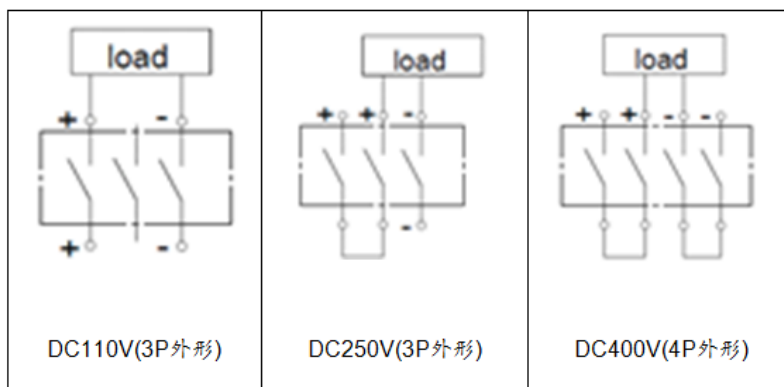 load
+ -
+ -
DC110V(3P外形)
load
+ + -
-
DC250V(3P外形)
load
+ + - -
DC400V(4P外形)